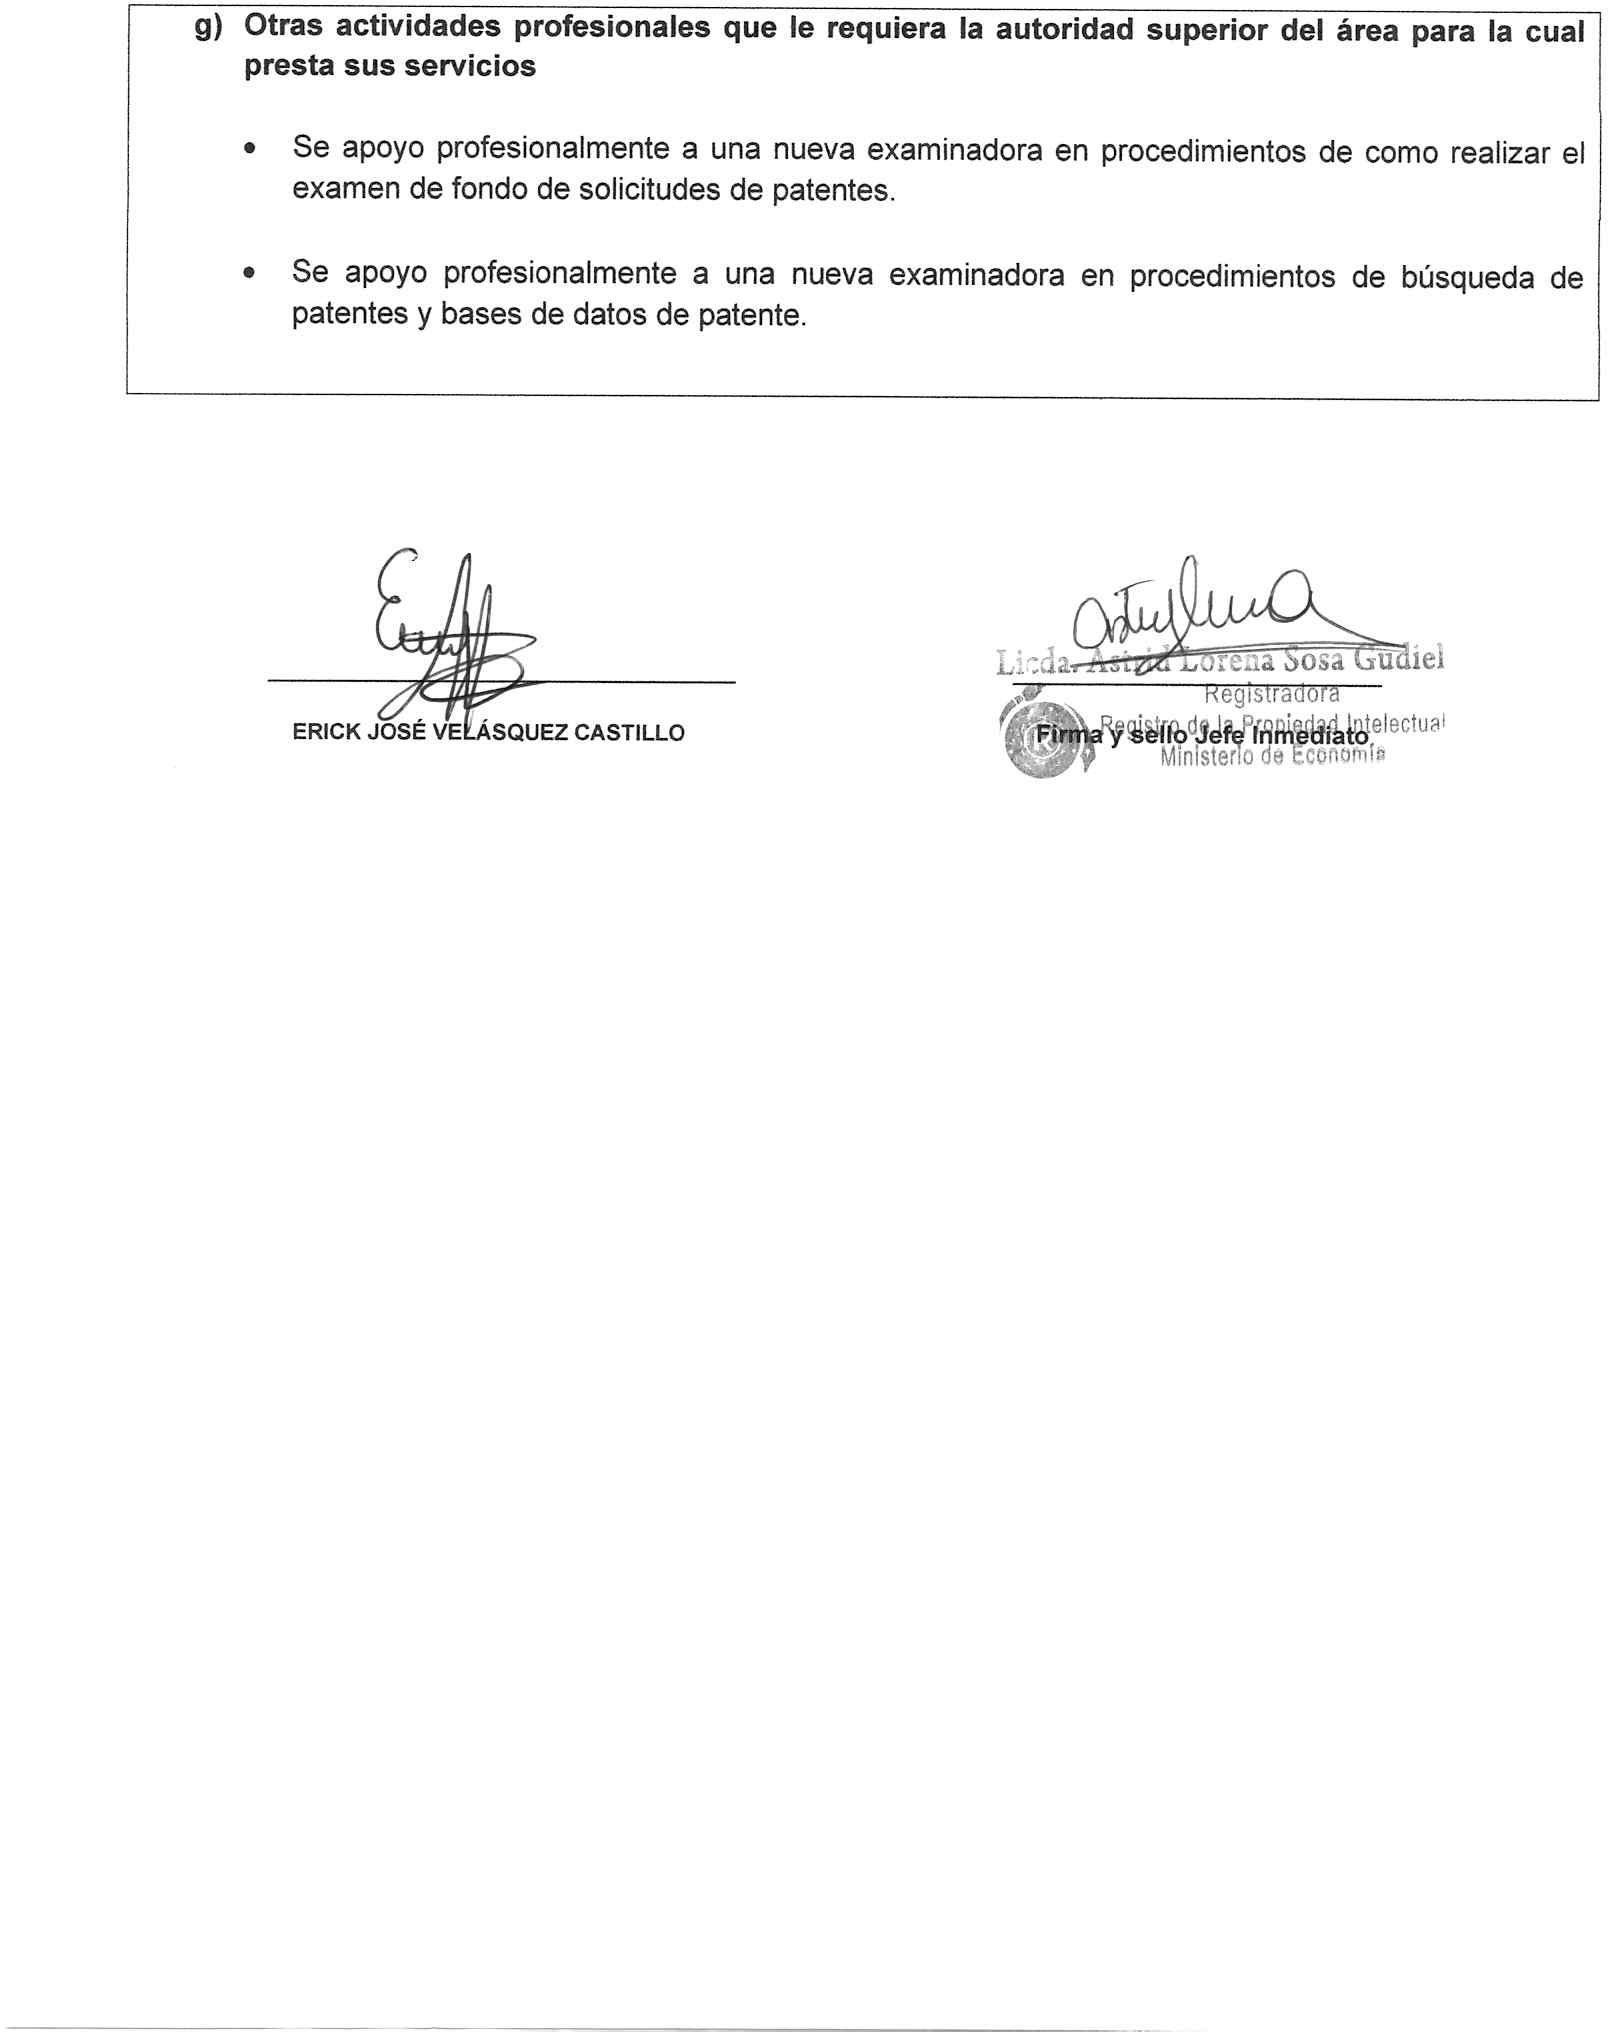 g) Otras actividades profesionales que le requiera la autoridad superior del área para la cual
presta sus servicios
• Se apoyo profesionalmente a una nueva examinadora en procedimientos de como realizar el
examen de fondo de solicitudes de patentes.
• Se apoyo profesionalmente a una nueva examinadora en procedimientos de búsqueda de
patentes y bases de datos de patente.
ERICK JOSÉ VELÁSQUEZ CASTILLO
Licda. Astrid Lorena Sosa Gudiel
Registradora
Registro de la Propiedad Intelectual
Firma y sello Jefe Inmediato
Ministerio de Economía